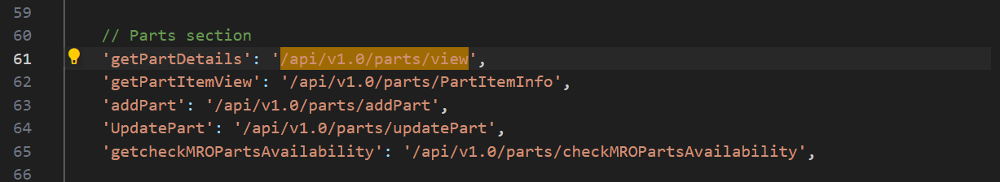 59
60 // Parts section
61 'getPartDetails': '/api/v1.0/parts/view',
62 'getPartItemView': '/api/v1.0/parts/PartItemInfo',
63 'addPart': '/api/v1.0/parts/addPart',
64 'UpdatePart': '/api/v1.0/parts/updatePart',
65 'getcheckMROPartsAvailability': '/api/v1.0/parts/checkMROPartsAvailability',
66